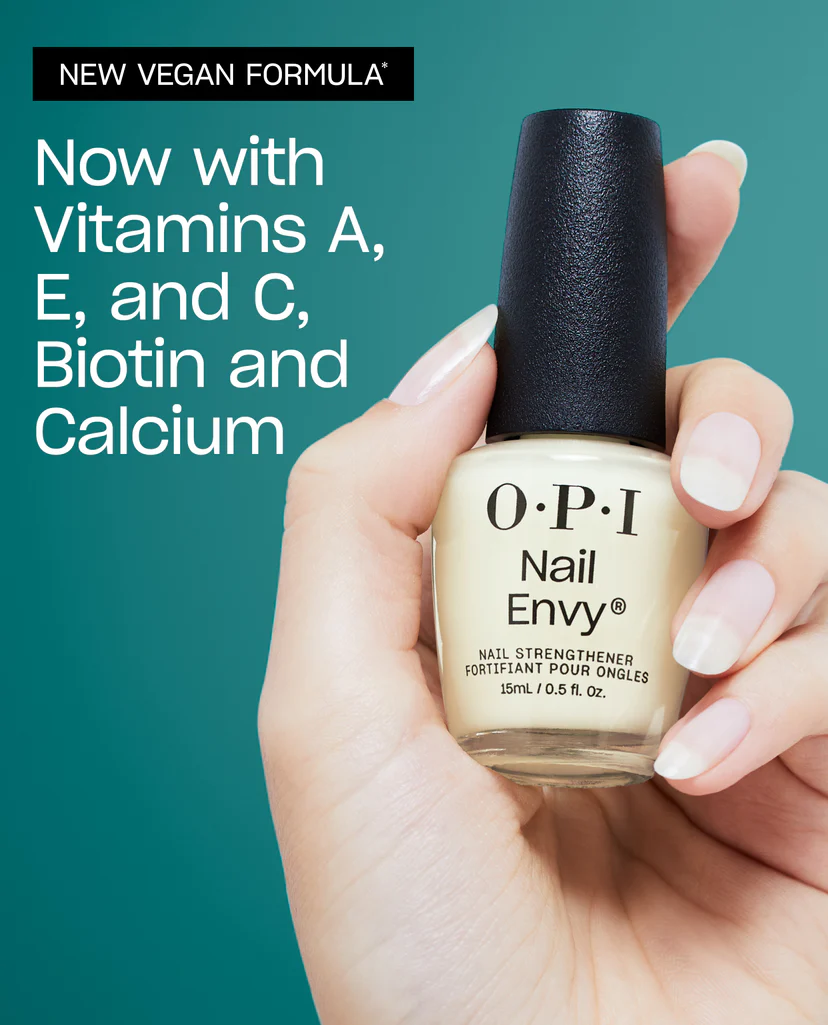 NEW VEGAN FORMULA*
Now with
Vitamins A,
E, and C,
Biotin and
Calcium
O·P·I
Nail
Envy®
NAIL STRENGTHENER
FORTIFIANT POUR ONGLES
15mL / 0.5 fl. Oz.